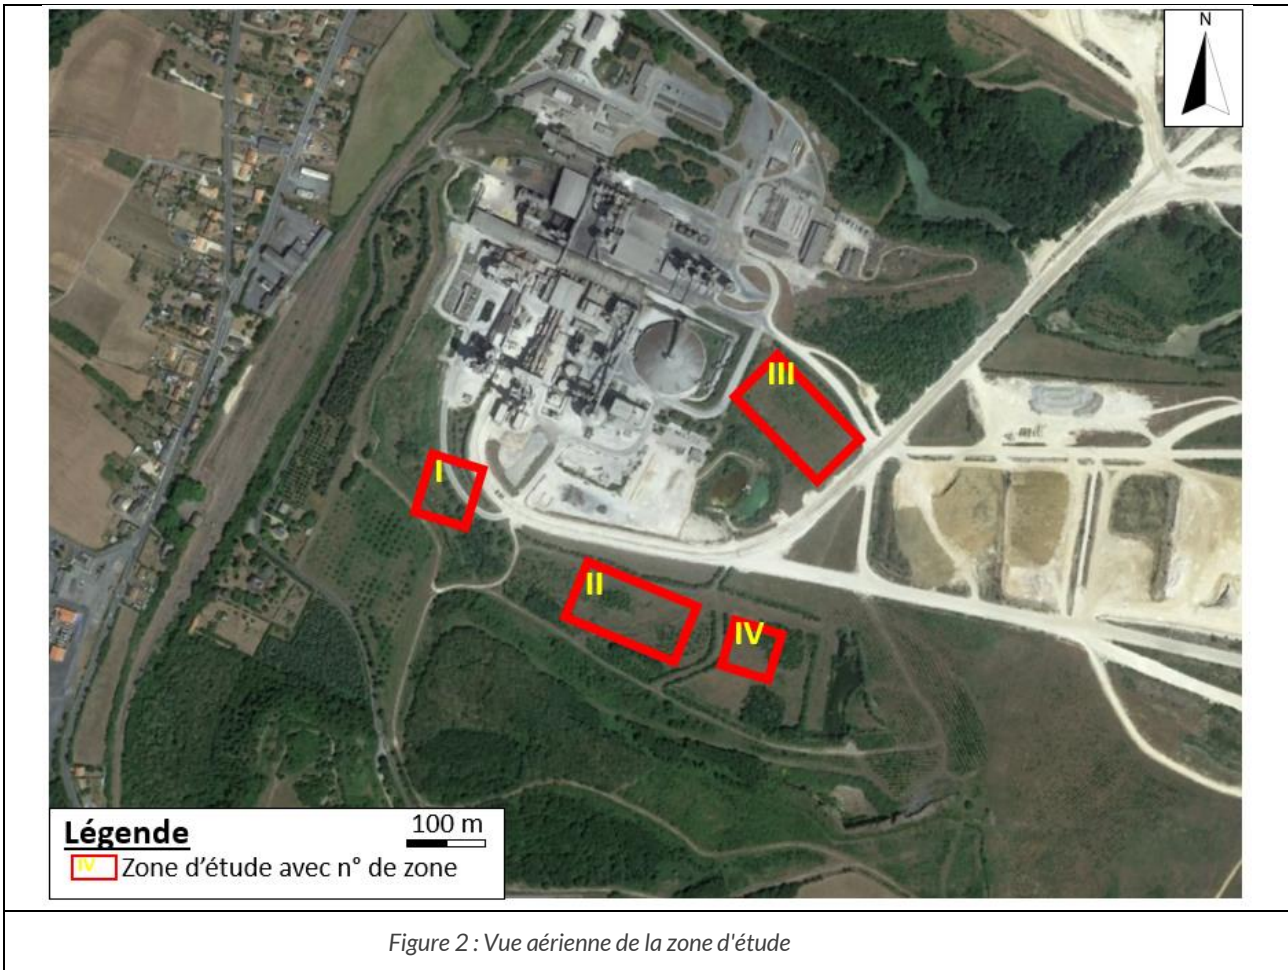 N
III
I
II
IV
Légende
100 m
IV Zone d'étude avec n° de zone
Figure 2 : Vue aérienne de la zone d'étude